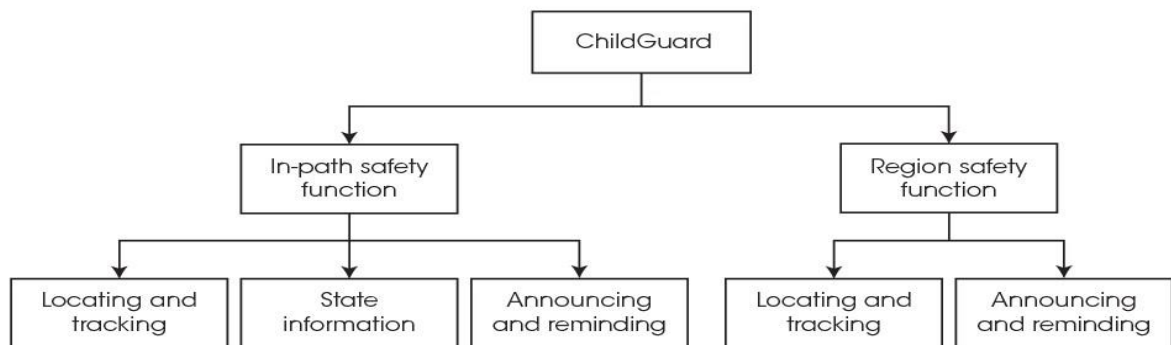 ChildGuard
In-path safety
function
Region safety
function
Locating and
tracking
State
information
Announcing
and reminding
Locating and
tracking
Announcing
and reminding